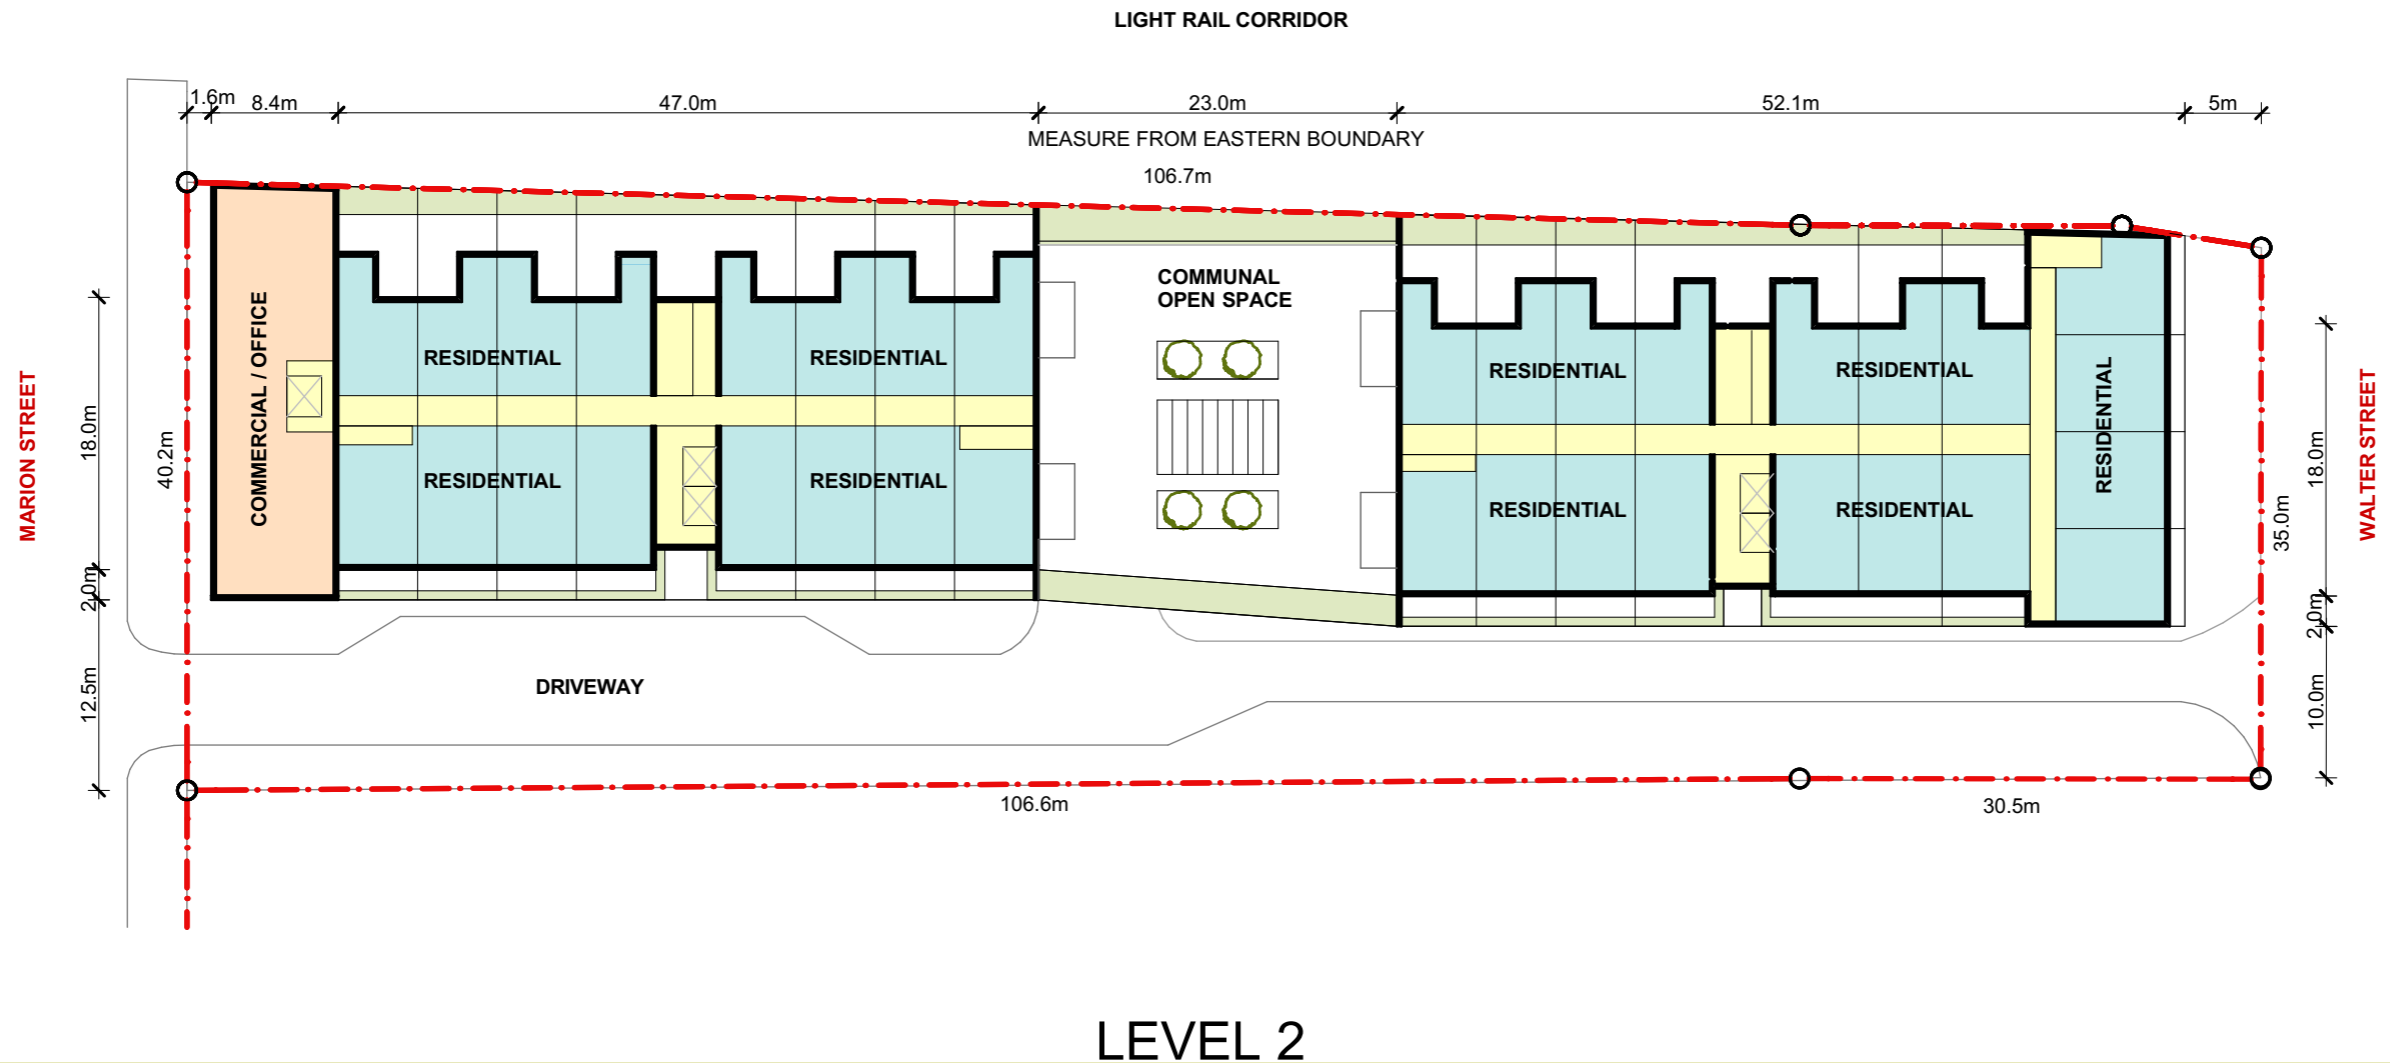 LIGHT RAIL CORRIDOR
1.6m
8.4m
47.0m
23.0m
52.1m
5m
MEASURE FROM EASTERN BOUNDARY
106.7m
COMMUNAL
OPEN SPACE
MARION STREET
18.0m
40.2m
2.0m
12.5m
COMMERCIAL / OFFICE
RESIDENTIAL
RESIDENTIAL
RESIDENTIAL
RESIDENTIAL
RESIDENTIAL
RESIDENTIAL
RESIDENTIAL
RESIDENTIAL
RESIDENTIAL
WALTER STREET
18.0m
35.0m
2.0m
10.0m
DRIVEWAY
106.6m
30.5m
LEVEL 2